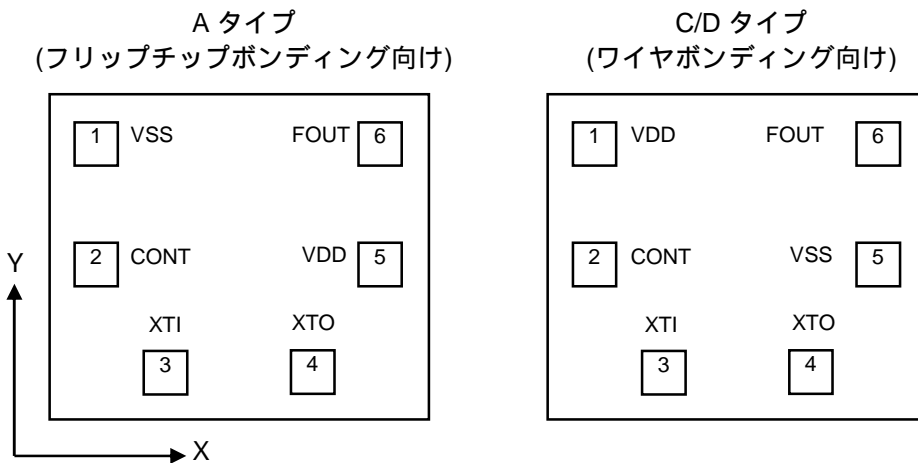 A タイプ
(フリップチップボンディング向け)
1 VSS FOUT 6
2 CONT VDD 5
XTI XTO
3 4
Y
X
C/D タイプ
(ワイヤボンディング向け)
1 VDD FOUT 6
2 CONT VSS 5
XTI XTO
3 4